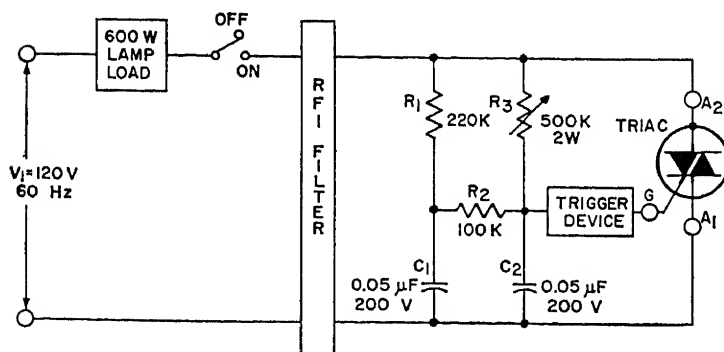 600 W
LAMP
LOAD
OFF
ON
V₁=120 V
60 Hz
RFI FILTER
R₁
220K
R₃
500K
2W
R₂
100 K
C₁
0.05 µF
200 V
C₂
0.05 µF
200 V
TRIGGER
DEVICE
G
TRIAC
A₂
A₁